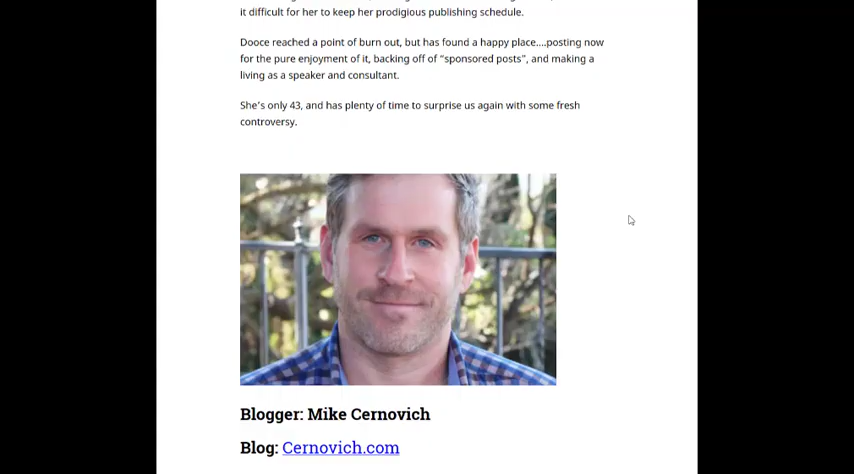 it difficult for her to keep her prodigious publishing schedule.
Dooce reached a point of burn out, but has found a happy place....posting now
for the pure enjoyment of it, backing off of “sponsored posts”, and making a
living as a speaker and consultant.
She’s only 43, and has plenty of time to surprise us again with some fresh
controversy.
Blogger: Mike Cernovich
Blog: Cernovich.com